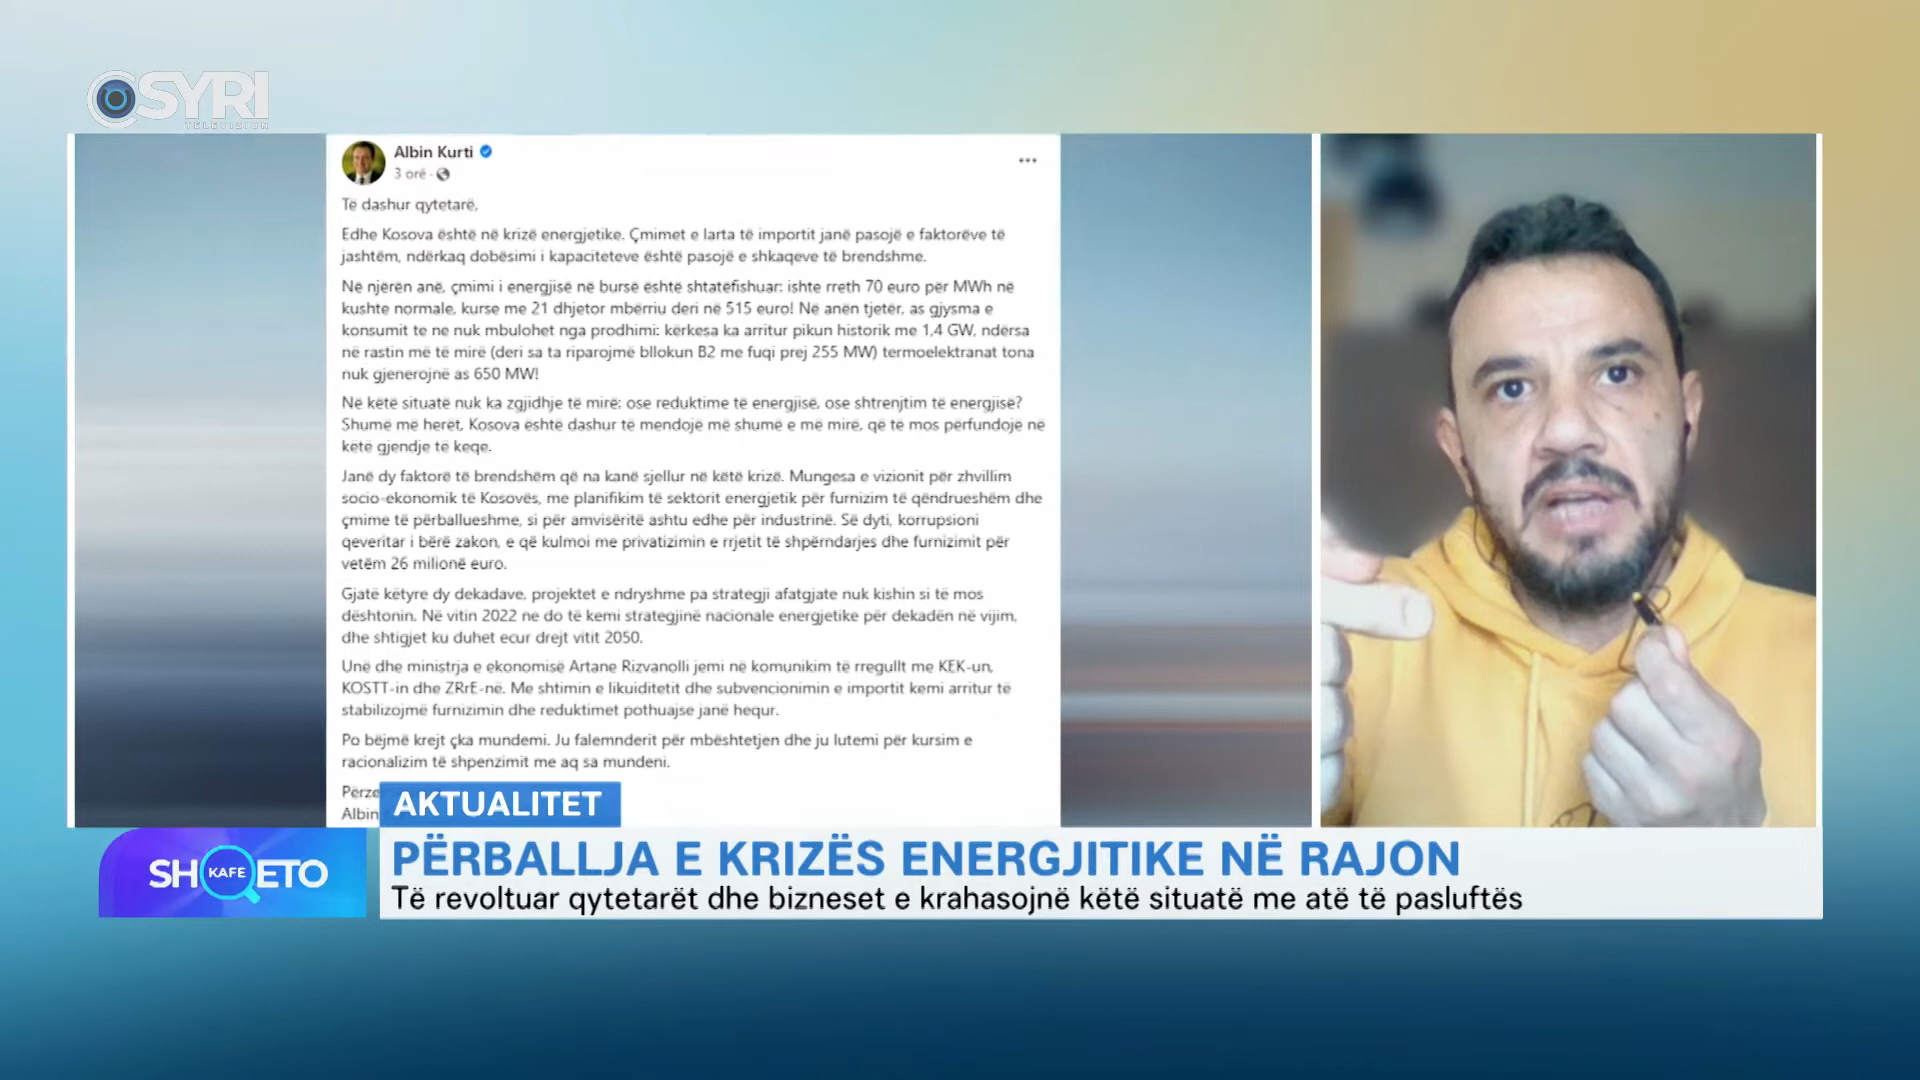 SYRI
TELEVISION
Albin Kurti
3 orë ·
Të dashur qytetarë,
Edhe Kosova është në krizë energjetike. Çmimet e larta të importit janë pasojë e faktorëve të
jashtëm, ndërkaq dobësimi i kapaciteteve është pasojë e shkaqeve të brendshme.
Në njërën anë, çmimi i energjisë në bursë është shtatëfishuar: ishte rreth 70 euro për MWh në
kushte normale, kurse me 21 dhjetor mbërriu deri në 515 euro! Në anën tjetër, as gjysma e
konsumit te ne nuk mbulohet nga prodhimi: kërkesa ka arritur pikun historik me 1,4 GW, ndërsa
në rastin më të mirë (deri sa ta riparojmë bllokun B2 me fuqi prej 255 MW) termoelektranat tona
nuk gjenerojnë as 650 MW!
Në këtë situatë nuk ka zgjidhje të mirë: ose reduktime të energjisë, ose shtrenjtim të energjisë?
Shumë më herët, Kosova është dashur të mendojë më shumë e më mirë, që të mos përfundojë në
këtë gjendje të keqe.
Janë dy faktorë të brendshëm që na kanë sjellur në këtë krizë. Mungesa e vizionit për zhvillim
socio-ekonomik të Kosovës, me planifikim të sektorit energjetik për furnizim të qëndrueshëm dhe
çmime të përballueshme, si për amvisëritë ashtu edhe për industrinë. Së dyti, korrupsioni
qeveritar i bërë zakon, e që kulmoi me privatizimin e rrjetit të shpërndarjes dhe furnizimit për
vetëm 26 milionë euro.
Gjatë këtyre dy dekadave, projektet e ndryshme pa strategji afatgjate nuk kishin si të mos
dështonin. Në vitin 2022 ne do të kemi strategjinë nacionale energjetike për dekadën në vijim,
dhe shtigjet ku duhet ecur drejt vitit 2050.
Unë dhe ministrja e ekonomisë Artane Rizvanolli jemi në komunikim të rregullt me KEK-un,
KOSTT-in dhe ZRrE-në. Me shtimin e likuiditetit dhe subvencionimin e importit kemi arritur të
stabilizojmë furnizimin dhe reduktimet pothuajse janë hequr.
Po bëjmë krejt çka mundemi. Ju falemnderit për mbështetjen dhe ju lutemi për kursim e
racionalizim të shpenzimit me aq sa mundeni.
Përze
Albin
AKTUALITET
SHQETO
KAFE
PËRBALLJA E KRIZËS ENERGJITIKE NË RAJON
Të revoltuar qytetarët dhe bizneset e krahasojnë këtë situatë me atë të pasluftës